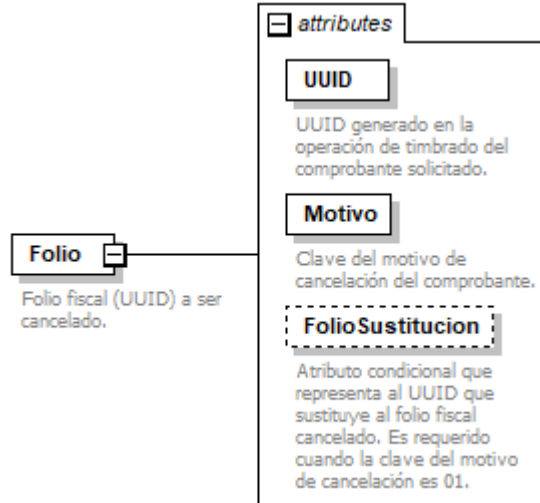 attributes
UUID
UUID generado en la
operación de timbrado del
comprobante solicitado.
Motivo
Clave del motivo de
cancelación del comprobante.
Folio
Folio fiscal (UUID) a ser
cancelado.
FolioSustitucion
Atributo condicional que
representa al UUID que
sustituye al folio fiscal
cancelado. Es requerido
cuando la clave del motivo
de cancelación es 01.